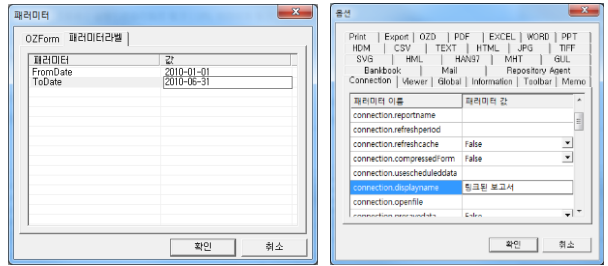 패러미터
OZForm 패러미터라벨
패러미터 값
FromDate 2010-01-01
ToDate 2010-06-31
확인 취소
옵션
Print Export OZD PDF EXCEL WORD PPT
HDM CSV TEXT HTML JPG TIFF
SVG HML HAN97 MHT GUL
Bankbook Mail Repository Agent
Connection Viewer Global Information Toolbar Memo
패러미터 이름 패러미터 값
connection.reportname
connection.refreshperiod
connection.refreshcache False
connection.compressedForm False
connection.usescheduleddata
connection.displayname 링크된 보고서
connection.openfile
connection.presavedata False
확인 취소